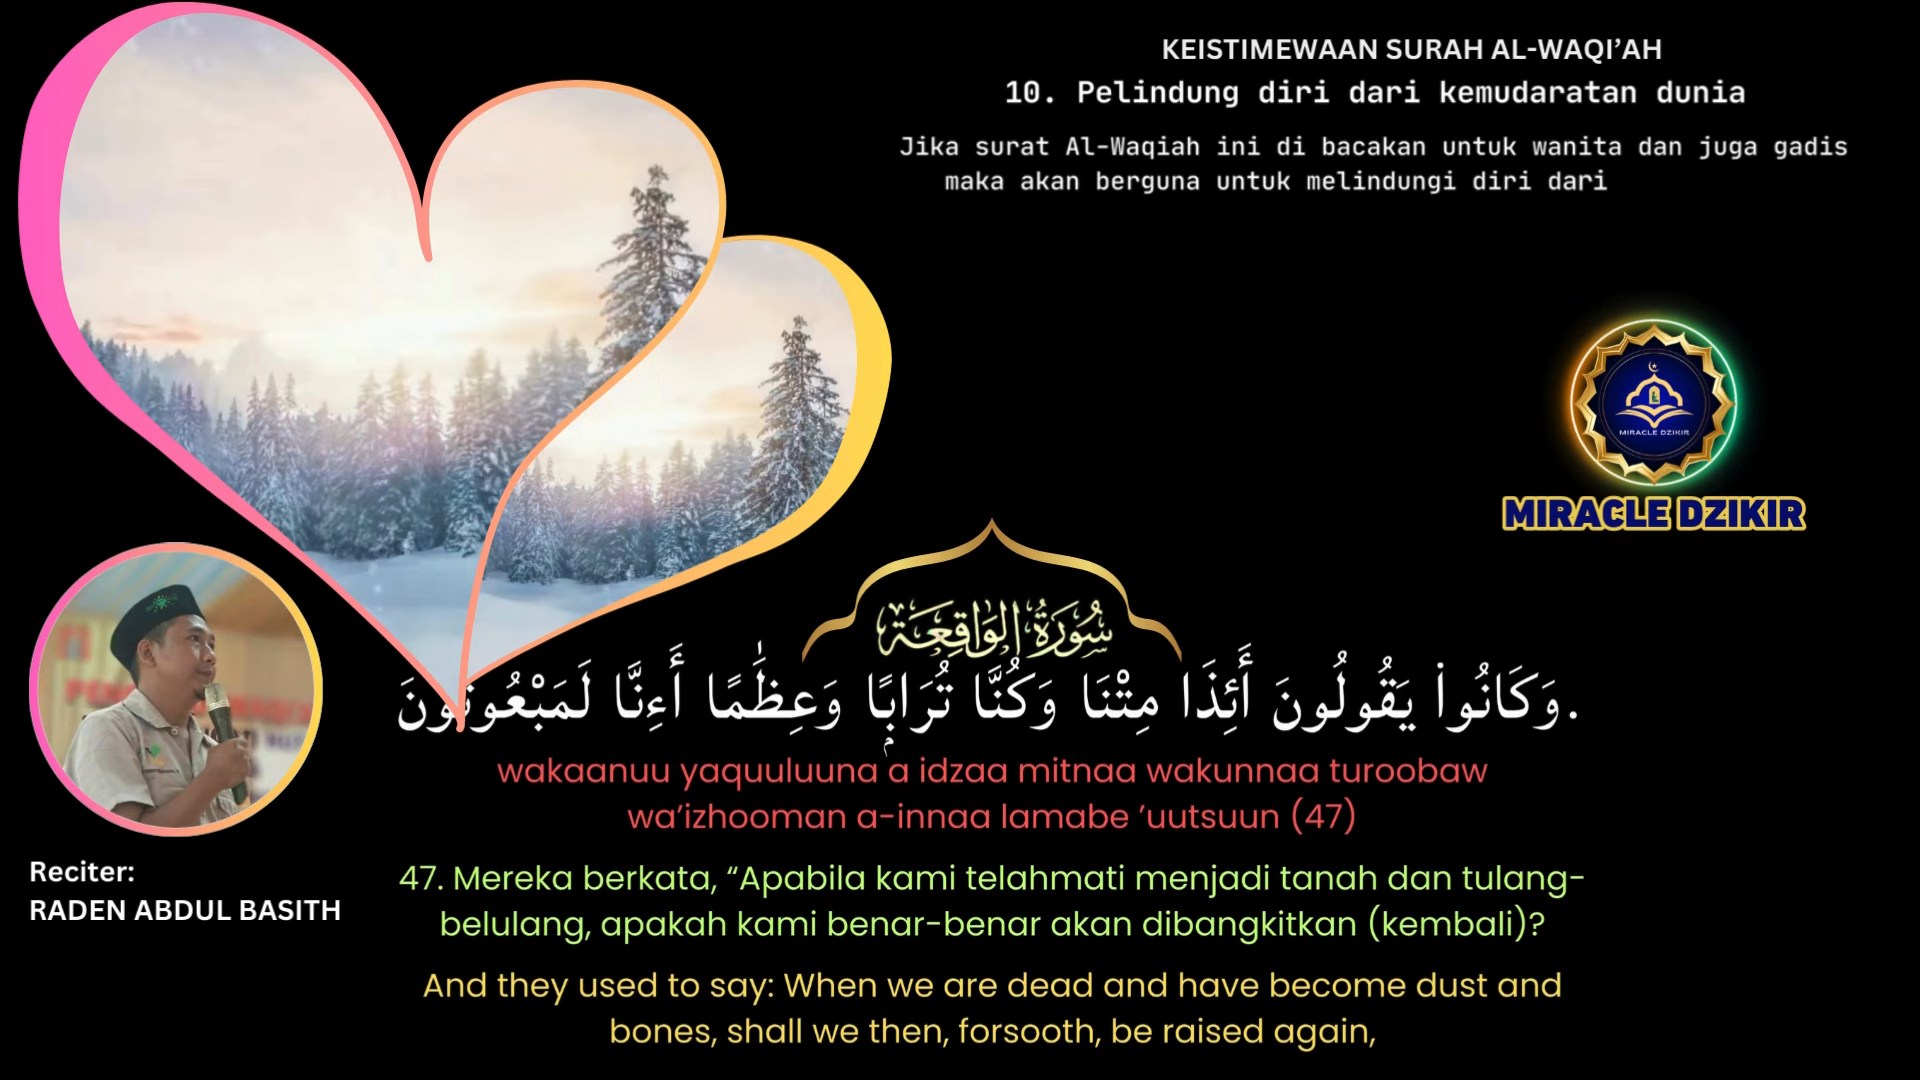 KEISTIMEWAAN SURAH AL-WAQI’AH
10. Pelindung diri dari kemudaratan dunia
Jika surat Al-Waqiah ini di bacakan untuk wanita dan juga gadis
maka akan berguna untuk melindungi diri dari
MIRACLE DZIKIR
MIRACLE DZIKIR
سُوْرَةُ الوَاقِعَة
وَكَانُوا۟ يَقُولُونَ أَئِذَا مِتْنَا وَكُنَّا تُرَابًۭا وَعِظَٰمًا أَءِنَّا لَمَبْعُوثُونَ.
wakaanuu yaquuluuna a idzaa mitnaa wakunnaa turoobaw
wa’izhooman a-innaa lamabe ’uutsuun (47)
Reciter:
RADEN ABDUL BASITH
47. Mereka berkata, “Apabila kami telahmati menjadi tanah dan tulang-
belulang, apakah kami benar-benar akan dibangkitkan (kembali)?
And they used to say: When we are dead and have become dust and
bones, shall we then, forsooth, be raised again,